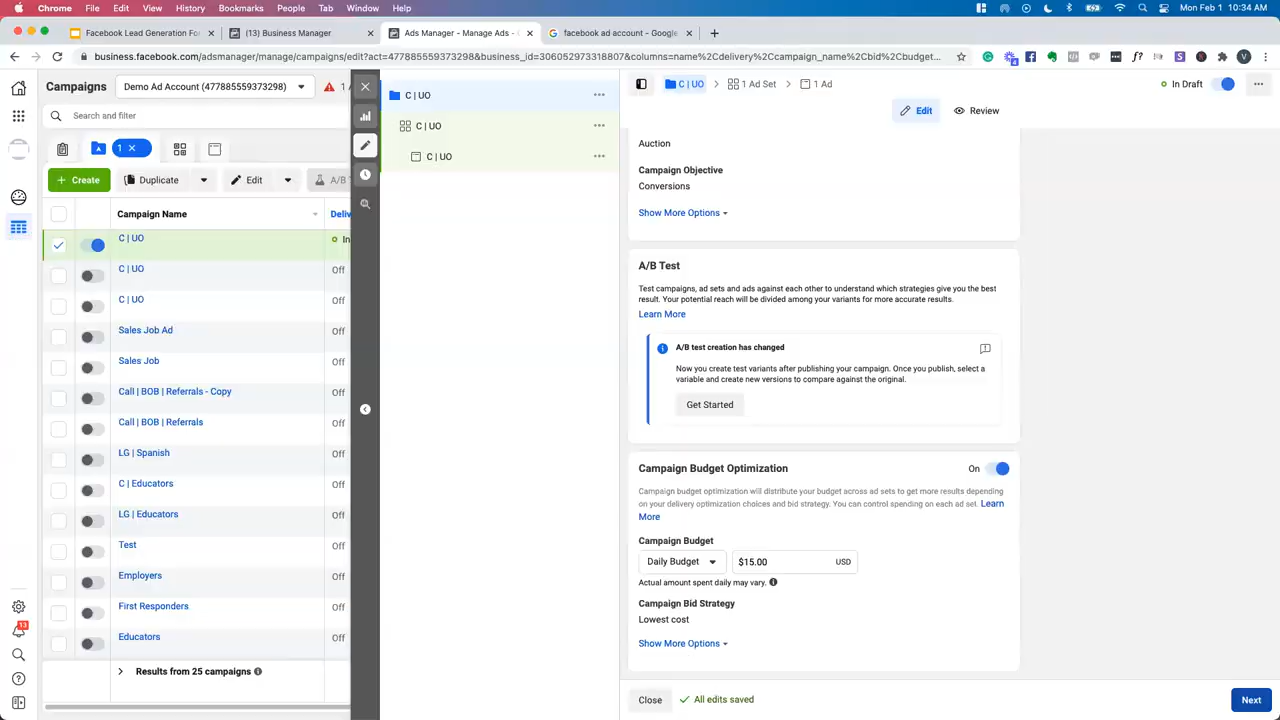 Chrome File Edit View History Bookmarks People Tab Window Help
Mon Feb 1 10:34 AM
Facebook Lead Generation For
(13) Business Manager
Ads Manager - Manage Ads - C
facebook ad account - Google
business.facebook.com/adsmanager/manage/campaigns/edit?act=477885559373298&business_id=306052973318807&columns=name%2Cdelivery%2Ccampaign_name%2Cbid%2Cbudget...
Campaigns
Demo Ad Account (477885559373298)
Search and filter
1
Create
Duplicate
Edit
A/B
Campaign Name
Deliv
C | UO
In
C | UO
Off
C | UO
Off
Sales Job Ad
Off
Sales Job
Off
Call | BOB | Referrals - Copy
Off
Call | BOB | Referrals
Off
LG | Spanish
Off
C | Educators
Off
LG | Educators
Off
Test
Off
Employers
Off
First Responders
Off
Educators
Off
Results from 25 campaigns
13
C | UO
C | UO
C | UO
C | UO
1 Ad Set
1 Ad
In Draft
Edit
Review
Auction
Campaign Objective
Conversions
Show More Options
A/B Test
Test campaigns, ad sets and ads against each other to understand which strategies give you the best
result. Your potential reach will be divided among your variants for more accurate results.
Learn More
A/B test creation has changed
Now you create test variants after publishing your campaign. Once you publish, select a
variable and create new versions to compare against the original.
Get Started
Campaign Budget Optimization
On
Campaign budget optimization will distribute your budget across ad sets to get more results depending
on your delivery optimization choices and bid strategy. You can control spending on each ad set. Learn
More
Campaign Budget
Daily Budget
$15.00
USD
Actual amount spent daily may vary.
Campaign Bid Strategy
Lowest cost
Show More Options
Close
All edits saved
Next